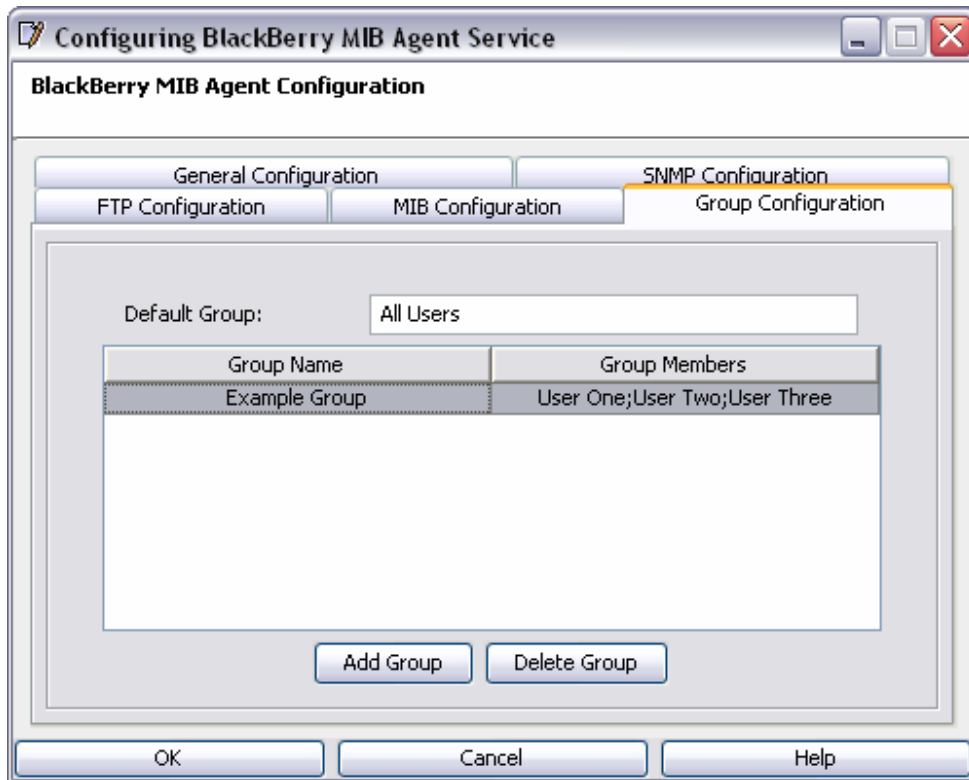 Configuring BlackBerry MIB Agent Service
BlackBerry MIB Agent Configuration
General Configuration
SNMP Configuration
FTP Configuration
MIB Configuration
Group Configuration
Default Group:
All Users
Group Name
Group Members
Example Group
User One;User Two;User Three
Add Group
Delete Group
OK
Cancel
Help